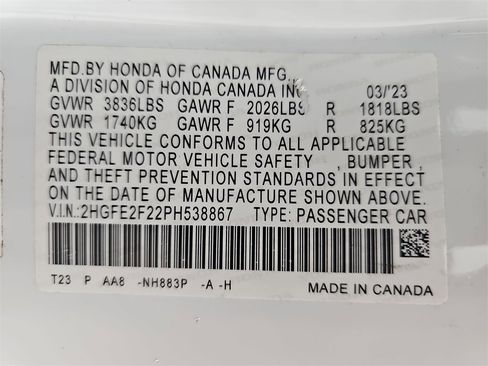 MFD.BY HONDA OF CANADA MFG.,
A DIVISION OF HONDA CANADA INC 03/'23
GVWR 3836LBS GAWR F 2026LBS R 1818LBS
GVWR 1740KG GAWR F 919KG R 825KG
THIS VEHICLE CONFORMS TO ALL APPLICABLE
FEDERAL MOTOR VEHICLE SAFETY , BUMPER ,
AND THEFT PREVENTION STANDARDS IN EFFECT
ON THE DATE OF MANUFACTURE SHOWN ABOVE.
V.I.N:2HGFE2F22PH538867 TYPE: PASSENGER CAR
T23 P AA8 -NH883P -A -H MADE IN CANADA